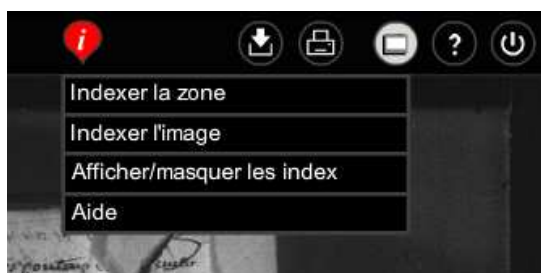 i
?
Indexer la zone
Indexer l'image
Afficher/masquer les index
Aide